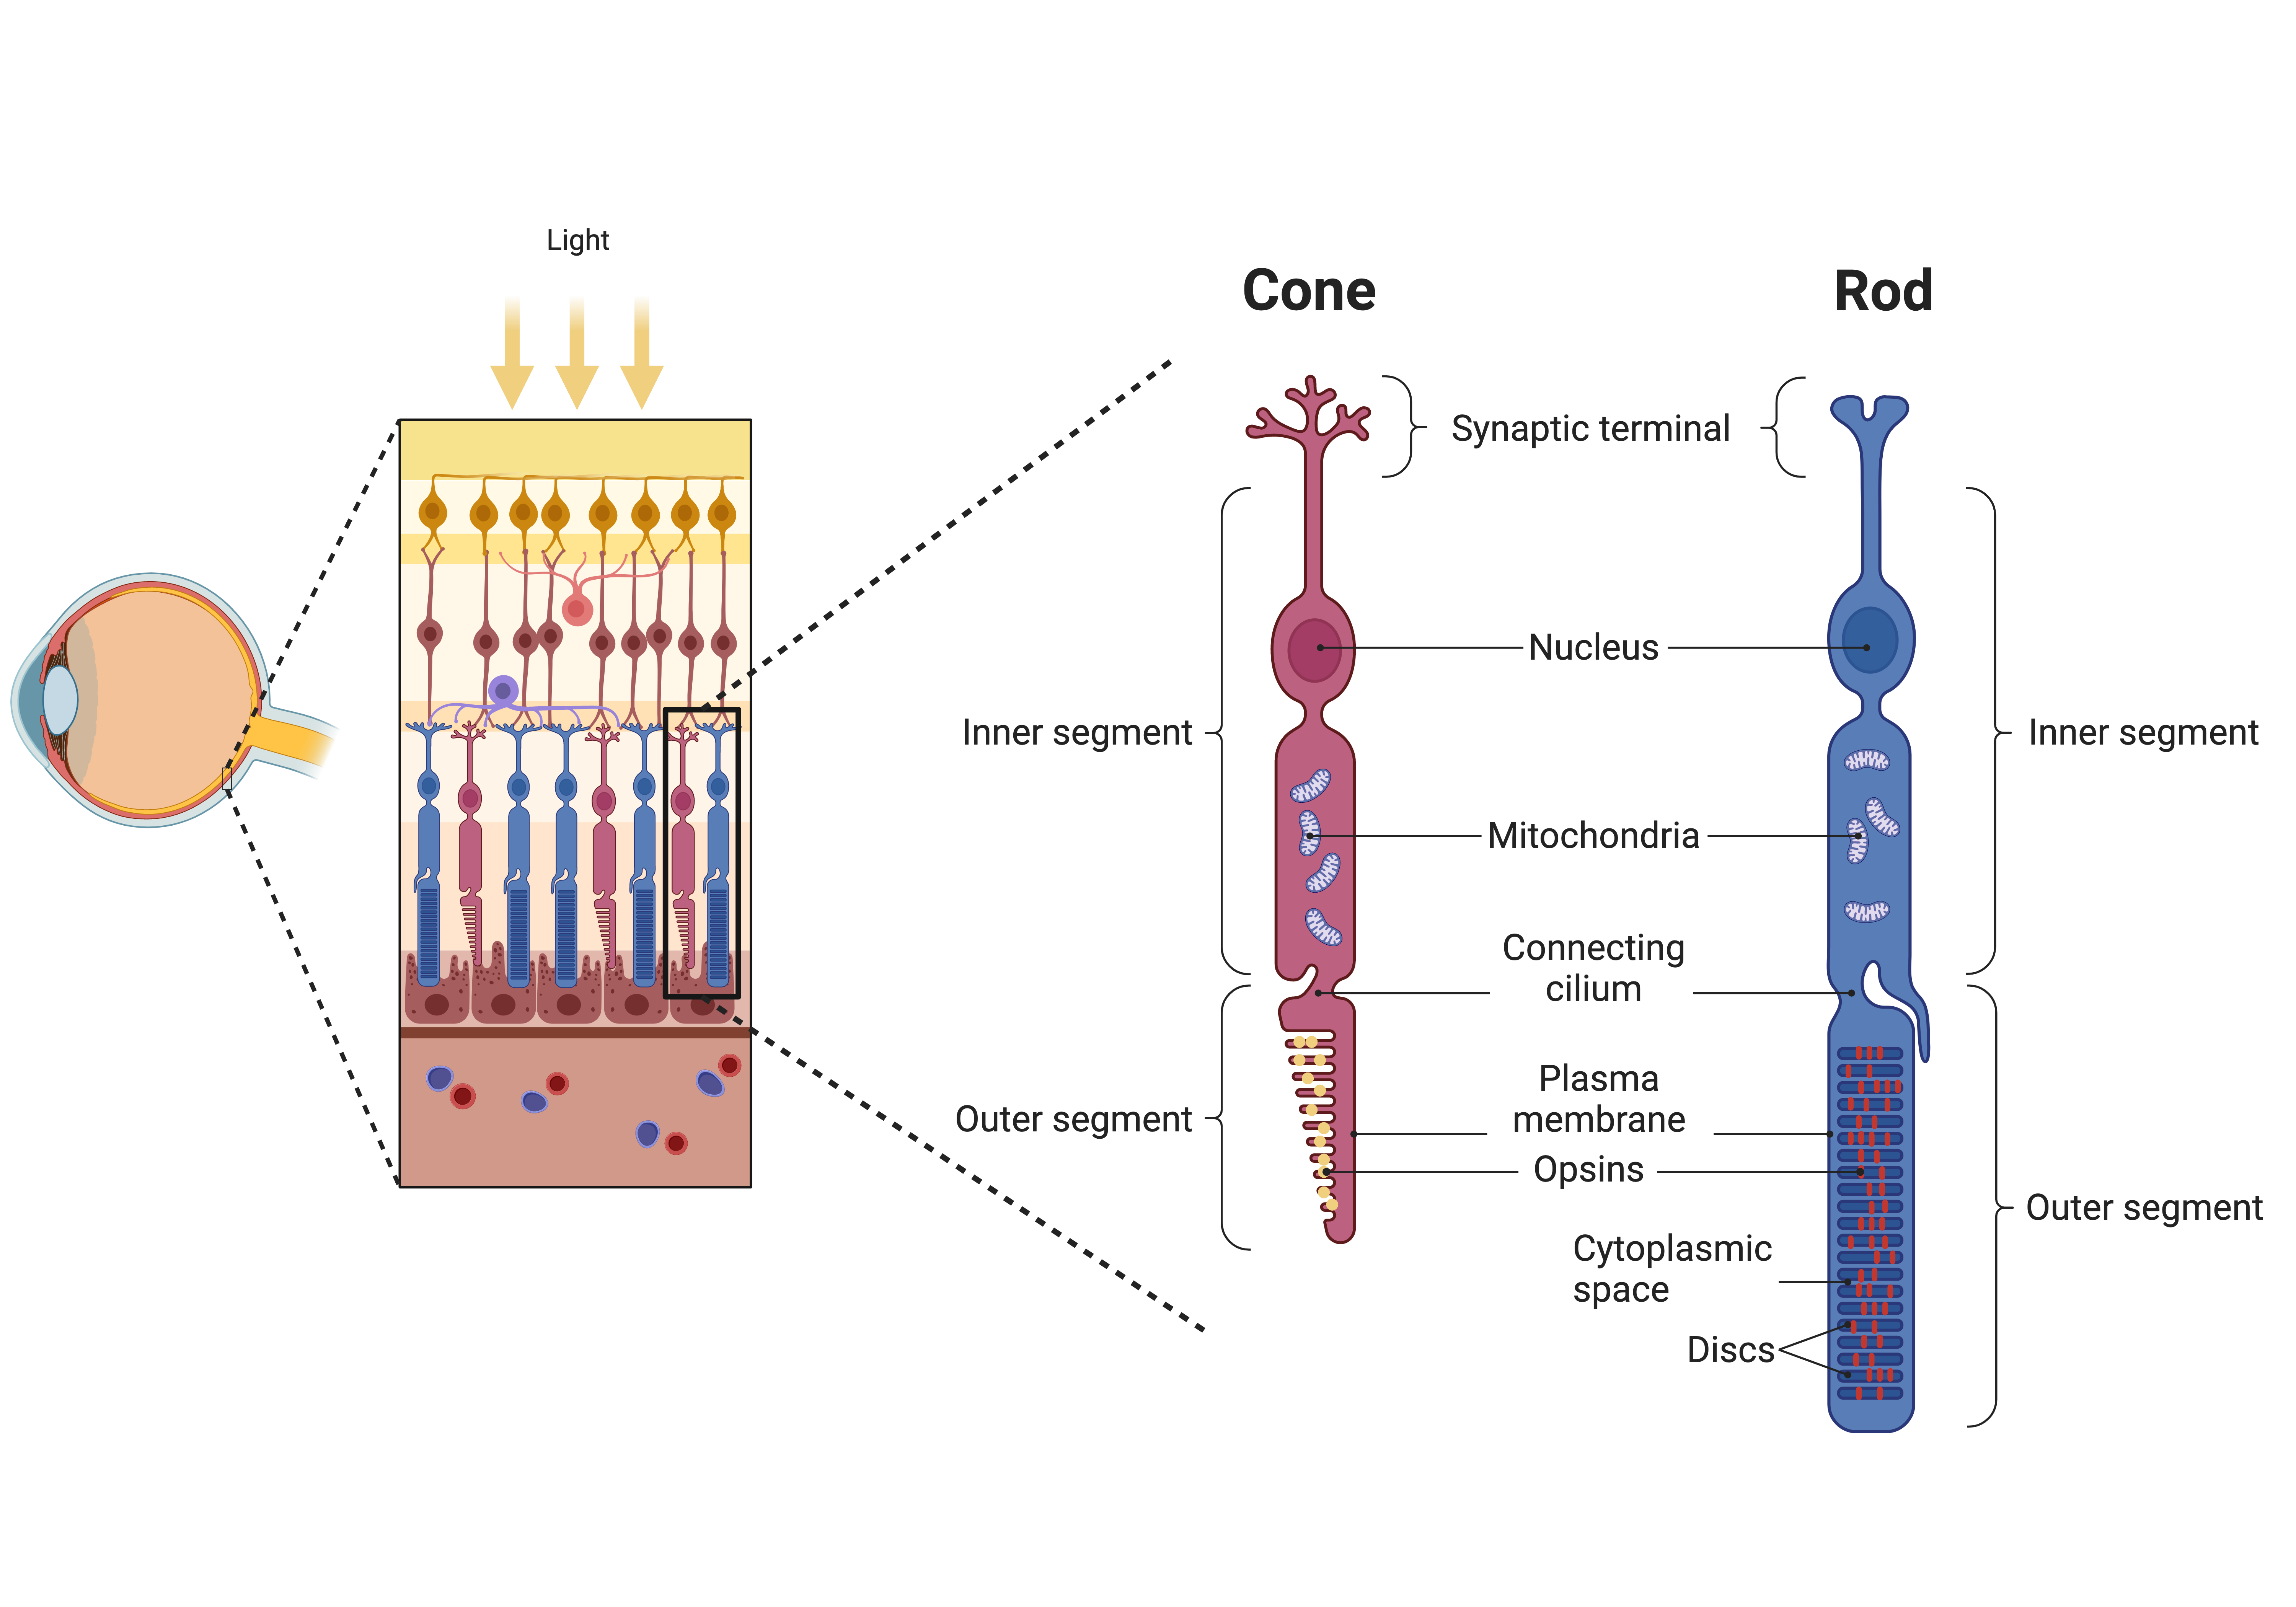 Light
Cone
Rod
Synaptic terminal
Nucleus
Inner segment
Inner segment
Mitochondria
Connecting
cilium
Plasma
membrane
Outer segment
Opsins
Outer segment
Cytoplasmic
space
Discs